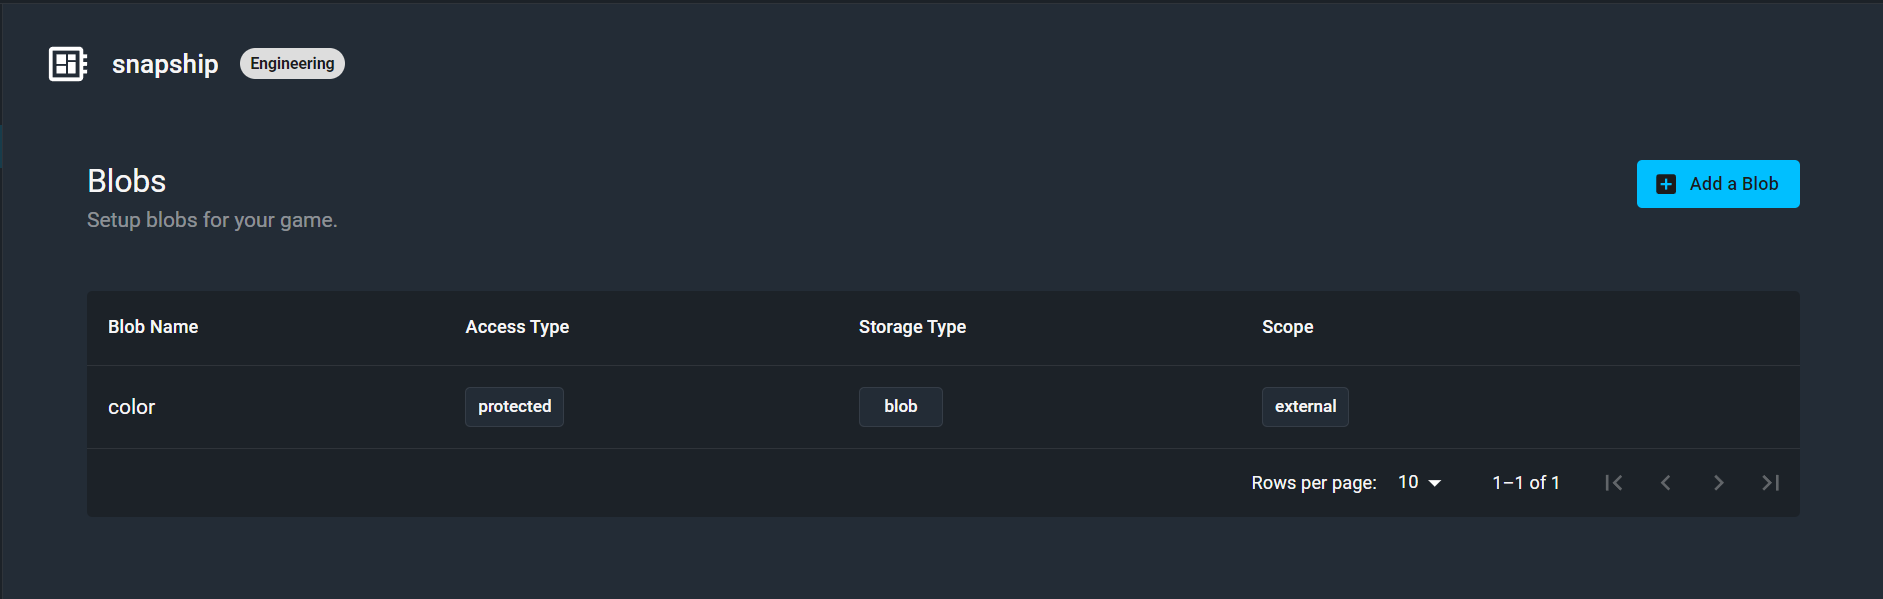 snapship Engineering
Blobs
Add a Blob
Setup blobs for your game.
Blob Name Access Type Storage Type Scope
color protected blob external
Rows per page: 10 1–1 of 1